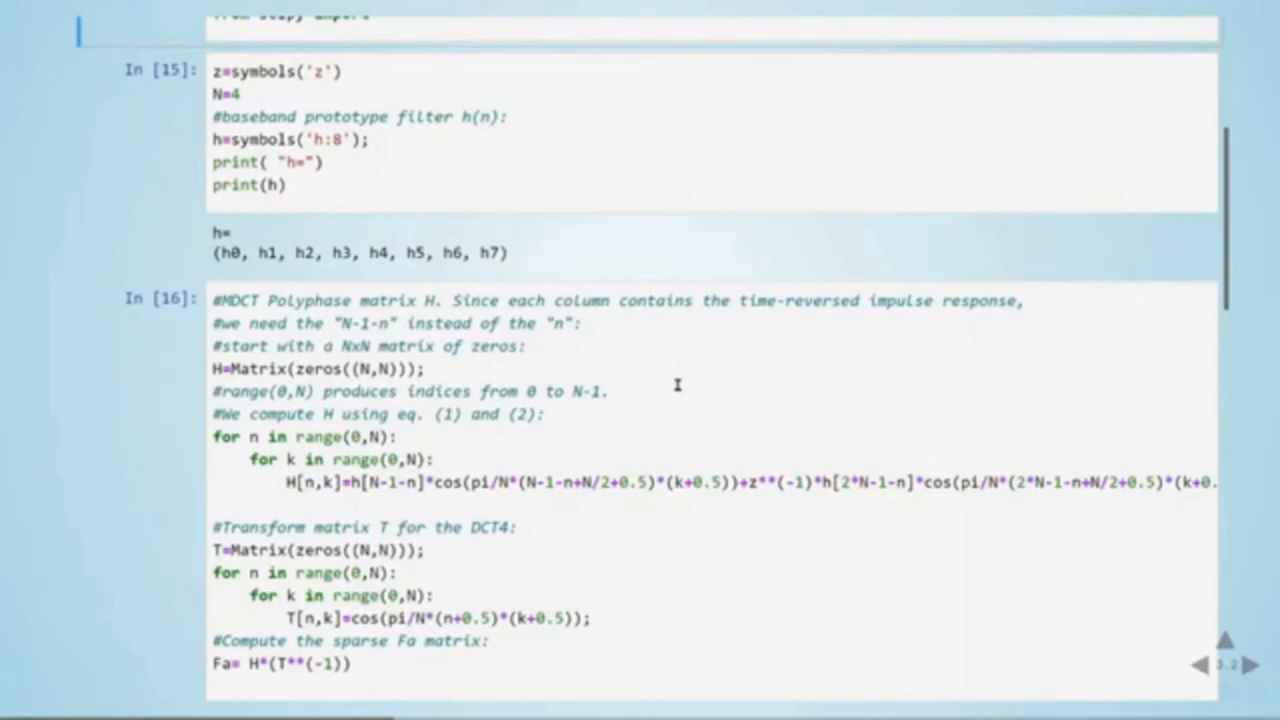 In [15]:
z=symbols('z')
N=4
#baseband prototype filter h(n):
h=symbols('h:8');
print( "h=")
print(h)
h=
(h0, h1, h2, h3, h4, h5, h6, h7)
In [16]:
#MDCT Polyphase matrix H. Since each column contains the time-reversed impulse response,
#we need the "N-1-n" instead of the "n":
#start with a NxN matrix of zeros:
H=Matrix(zeros((N,N)));
#range(0,N) produces indices from 0 to N-1.
#We compute H using eq. (1) and (2):
for n in range(0,N):
for k in range(0,N):
H[n,k]=h[N-1-n]*cos(pi/N*(N-1-n+N/2+0.5)*(k+0.5))+z**(-1)*h[2*N-1-n]*cos(pi/N*(2*N-1-n+N/2+0.5)*(k+0.
#Transform matrix T for the DCT4:
T=Matrix(zeros((N,N)));
for n in range(0,N):
for k in range(0,N):
T[n,k]=cos(pi/N*(n+0.5)*(k+0.5));
#Compute the sparse Fa matrix:
Fa= H*(T**(-1))
3.2